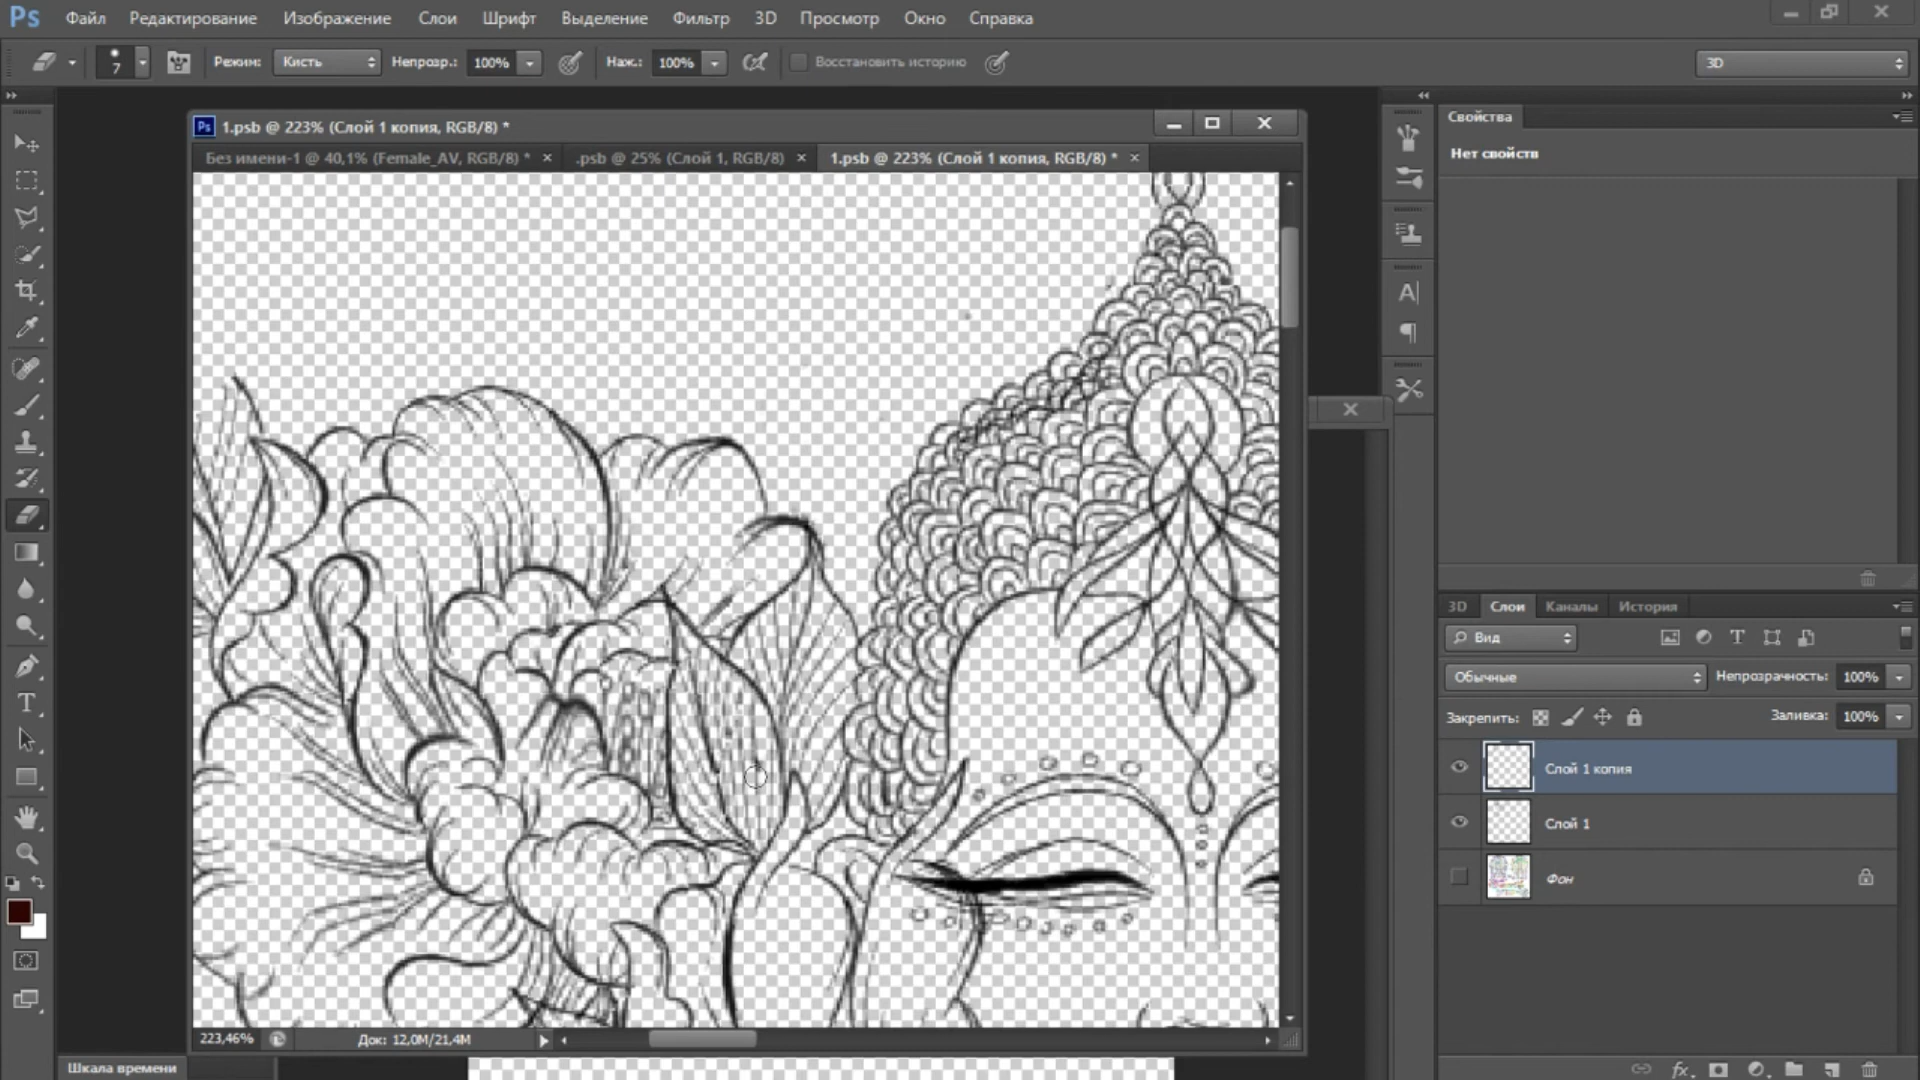 Ps Файл Редактирование Изображение Слои Шрифт Выделение Фильтр 3D Просмотр Окно Справка
7 Режим: Кисть Непрозр.: 100% Наж.: 100% Восстановить историю 3D
Ps 1.psb @ 223% (Слой 1 копия, RGB/8) *
Без имени-1 @ 40,1% (Female_AV, RGB/8) * .psb @ 25% (Слой 1, RGB/8) 1.psb @ 223% (Слой 1 копия, RGB/8) *
Свойства
Нет свойств
3D Слои Каналы История
Вид
Обычные Непрозрачность: 100%
Закрепить: Заливка: 100%
Слой 1 копия
Слой 1
Фон
223,46% Док: 12,0M/21,4M
Шкала времени